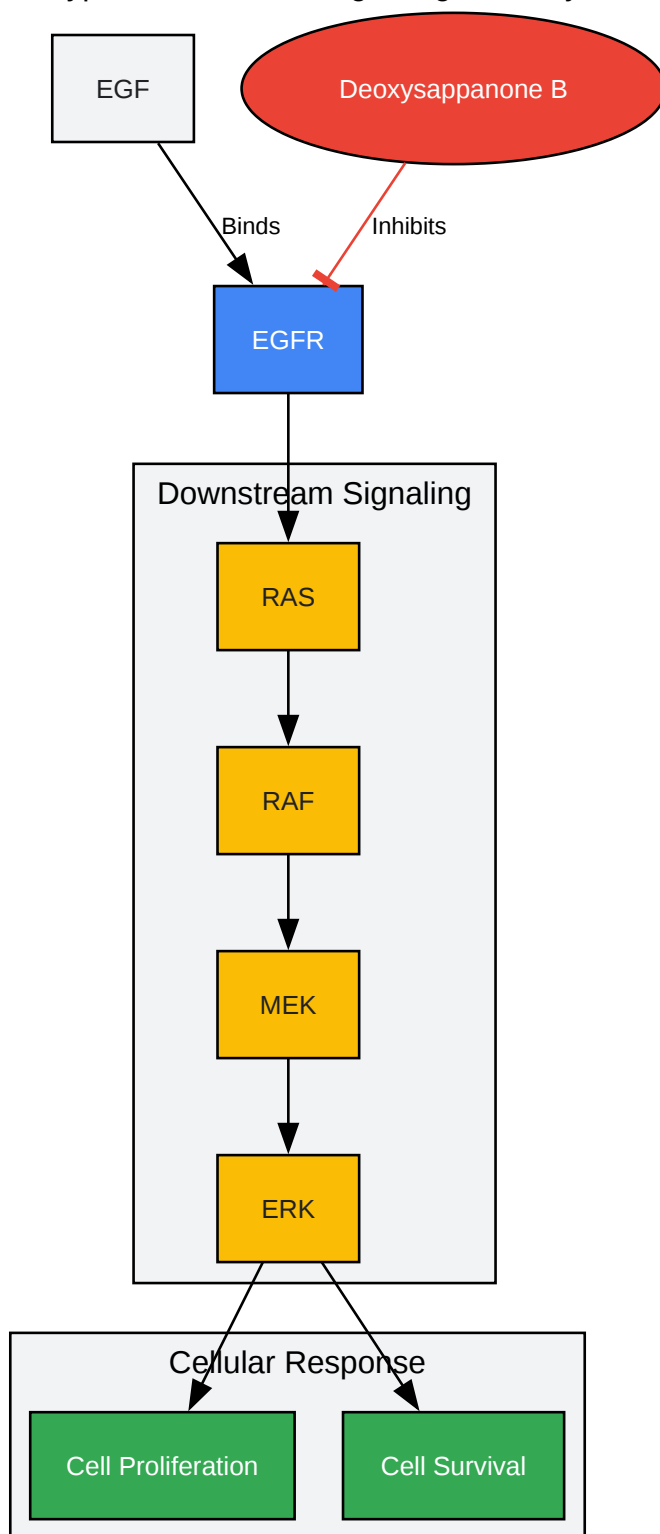 EGF
Deoxysappanone B
Binds
Inhibits
EGFR
Downstream Signaling
RAS
RAF
MEK
ERK
Cellular Response
Cell Proliferation
Cell Survival